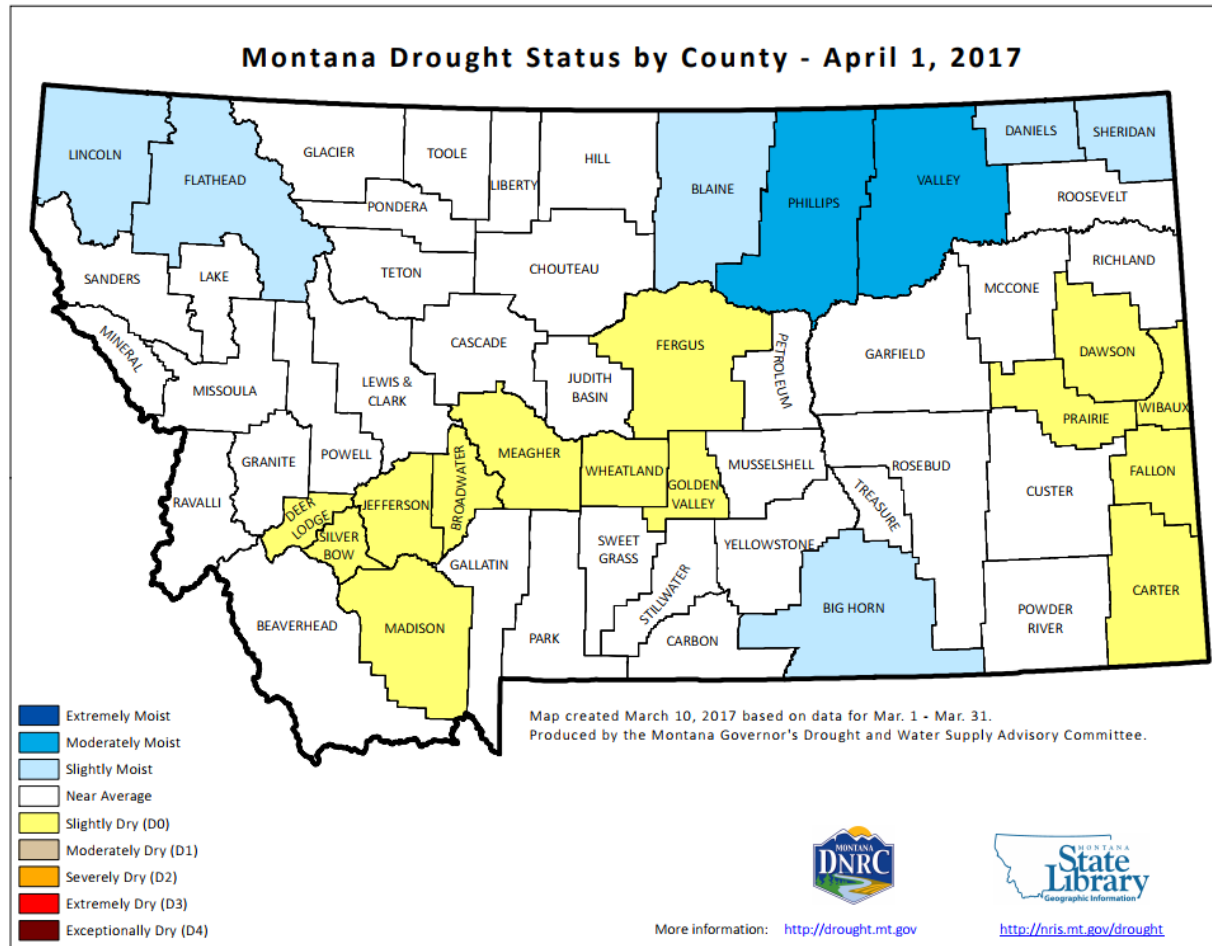 Montana Drought Status by County - April 1, 2017
LINCOLN
FLATHEAD
GLACIER
TOOLE
LIBERTY
HILL
BLAINE
PHILLIPS
VALLEY
DANIELS
SHERIDAN
ROOSEVELT
PONDERA
TETON
CHOUTEAU
SANDERS
LAKE
RICHLAND
MCCONE
MINERAL
MISSOULA
CASCADE
LEWIS &
CLARK
JUDITH
BASIN
FERGUS
PETROLEUM
GARFIELD
DAWSON
PRAIRIE
WIBAUX
GRANITE
POWELL
MEAGHER
WHEATLAND
GOLDEN
VALLEY
MUSSELSHELL
ROSEBUD
TREASURE
CUSTER
FALLON
RAVALLI
DEER
LODGE
SILVER
BOW
JEFFERSON
BROADWATER
GALLATIN
SWEET
GRASS
STILLWATER
YELLOWSTONE
BIG HORN
POWDER
RIVER
CARTER
BEAVERHEAD
MADISON
PARK
CARBON
Extremely Moist
Moderately Moist
Slightly Moist
Near Average
Slightly Dry (D0)
Moderately Dry (D1)
Severely Dry (D2)
Extremely Dry (D3)
Exceptionally Dry (D4)
Map created March 10, 2017 based on data for Mar. 1 - Mar. 31.
Produced by the Montana Governor's Drought and Water Supply Advisory Committee.
MONTANA
DNRC
MONTANA
State
Library
Geographic Information
More information: http://drought.mt.gov
http://nris.mt.gov/drought